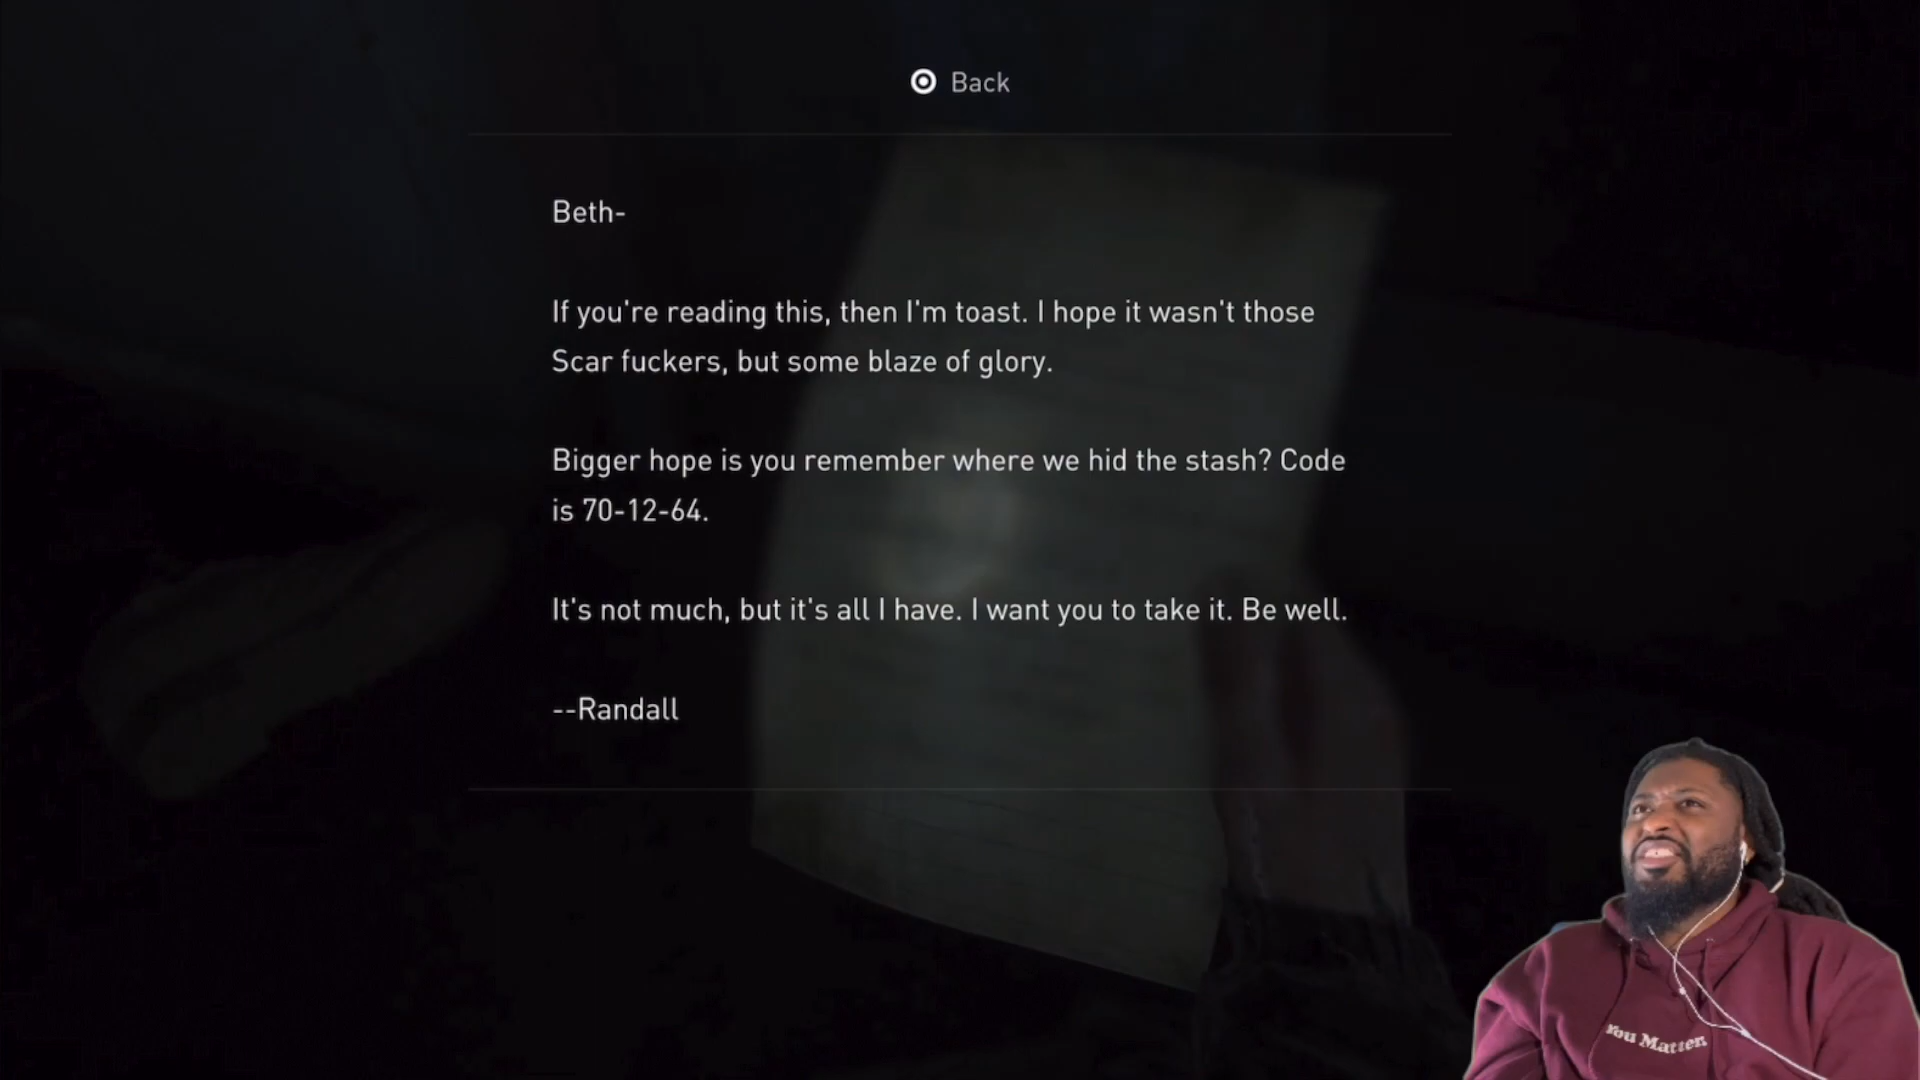 Back
Beth-
If you're reading this, then I'm toast. I hope it wasn't those
Scar fuckers, but some blaze of glory.
Bigger hope is you remember where we hid the stash? Code
is 70-12-64.
It's not much, but it's all I have. I want you to take it. Be well.
--Randall
You Matter.